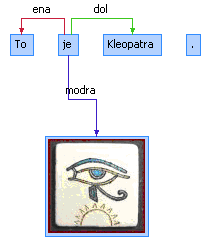 ena dol
To je Kleopatra .
modra